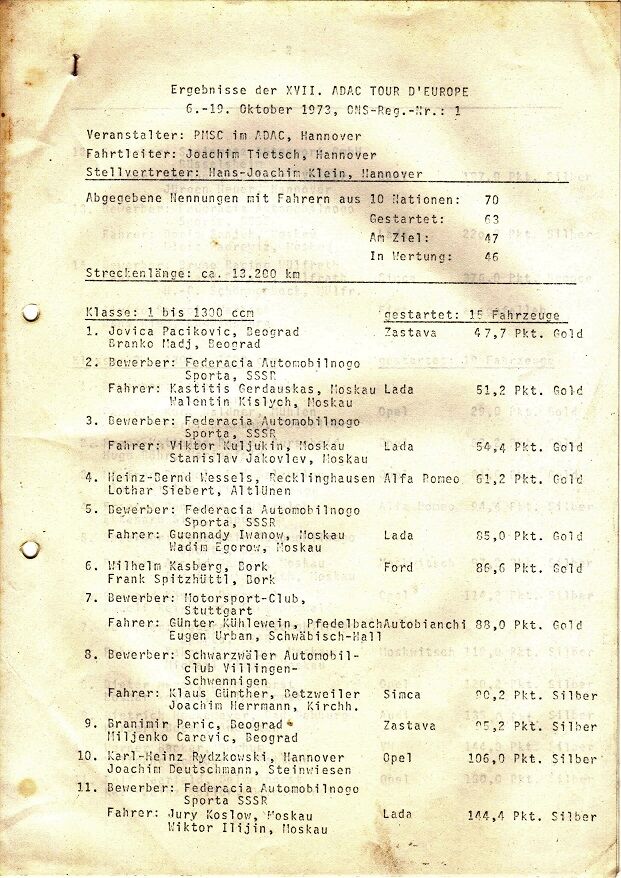 - 2 -
Ergebnisse der XVII. ADAC TOUR D'EUROPE
6.-19. Oktober 1973, ONS-Reg.-Nr.: 1
Veranstalter: PMSC im ADAC, Hannover
Fahrtleiter: Joachim Tietsch, Hannover
Stellvertreter: Hans-Joachim Klein, Hannover
Abgegebene Nennungen mit Fahrern aus 10 Nationen: 70
Gestartet: 63
Am Ziel: 47
In Wertung: 46
Streckenlänge: ca. 13.200 km
Klasse: 1 bis 1300 ccm gestartet: 15 Fahrzeuge
1. Jovica Pacikovic, Beograd Zastava 47,7 Pkt. Gold
Branko Madj, Beograd
2. Bewerber: Federacia Automobilnogo
Sporta, SSSR
Fahrer: Kastitis Gerdauskas, Moskau Lada 51,2 Pkt. Gold
Walentin Kislych, Moskau
3. Bewerber: Federacia Automobilnogo
Sporta, SSSR
Fahrer: Viktor Kuljukin, Moskau Lada 54,4 Pkt. Gold
Stanislav Jakovlev, Moskau
4. Heinz-Bernd Wessels, Recklinghausen Alfa Romeo 61,2 Pkt. Gold
Lothar Siebert, Altlünen
5. Bewerber: Federacia Automobilnogo
Sporta, SSSR
Fahrer: Guennady Iwanow, Moskau Lada 85,0 Pkt. Gold
Wadim Egorow, Moskau
6. Wilhelm Kasberg, Bork Ford 86,6 Pkt. Gold
Frank Spitzhüttl, Bork
7. Bewerber: Motorsport-Club,
Stuttgart
Fahrer: Günter Kühlewein, Pfedelbach Autobianchi 88,0 Pkt. Gold
Eugen Urban, Schwäbisch-Hall
8. Bewerber: Schwarzwäler Automobil-
club Villingen-
Schwennigen
Fahrer: Klaus Günther, Betzweiler Simca 90,2 Pkt. Silber
Joachim Herrmann, Kirchh.
9. Branimir Peric, Beograd Zastava 95,2 Pkt. Silber
Miljenko Carevic, Beograd
10. Karl-Heinz Rydzkowski, Hannover Opel 106,0 Pkt. Silber
Joachim Deutschmann, Steinwiesen
11. Bewerber: Federacia Automobilnogo
Sporta SSSR
Fahrer: Jury Koslow, Moskau Lada 144,4 Pkt. Silber
Wiktor Ilijin, Moskau